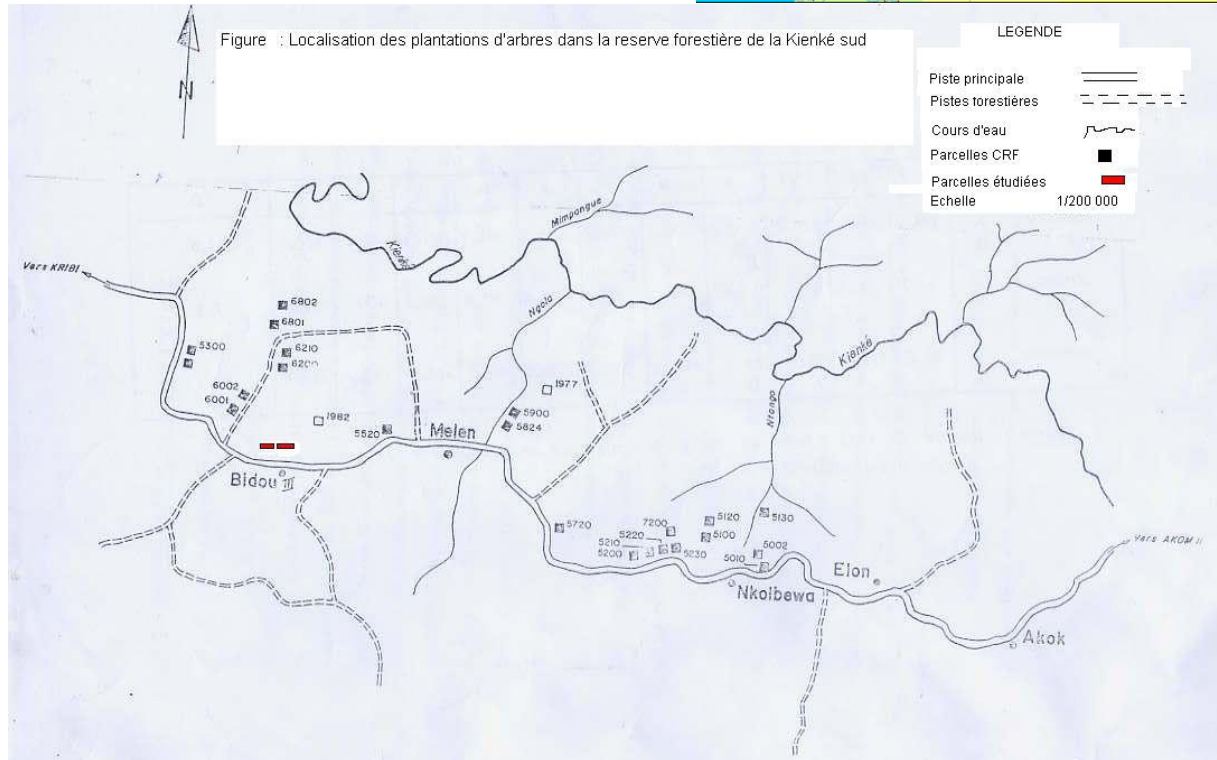 Figure : Localisation des plantations d'arbres dans la reserve forestière de la Kienké sud
LEGENDE
Piste principale
Pistes forestières
Cours d'eau
Parcelles CRF
Parcelles étudiées
Echelle 1/200 000
N
Mimpongue
Kienké
Vers KRIBI
Ngola
6802
6801
5300
6210
6200
Kienké
6002
6001
1977
1982
5900
5824
5520
Melen
Ntongo
Bidou III
5720
7200
5120
5130
5220
5210
5200
5230
5100
5002
5010
Vers AKOM II
Elon
Nkolbewa
Akok